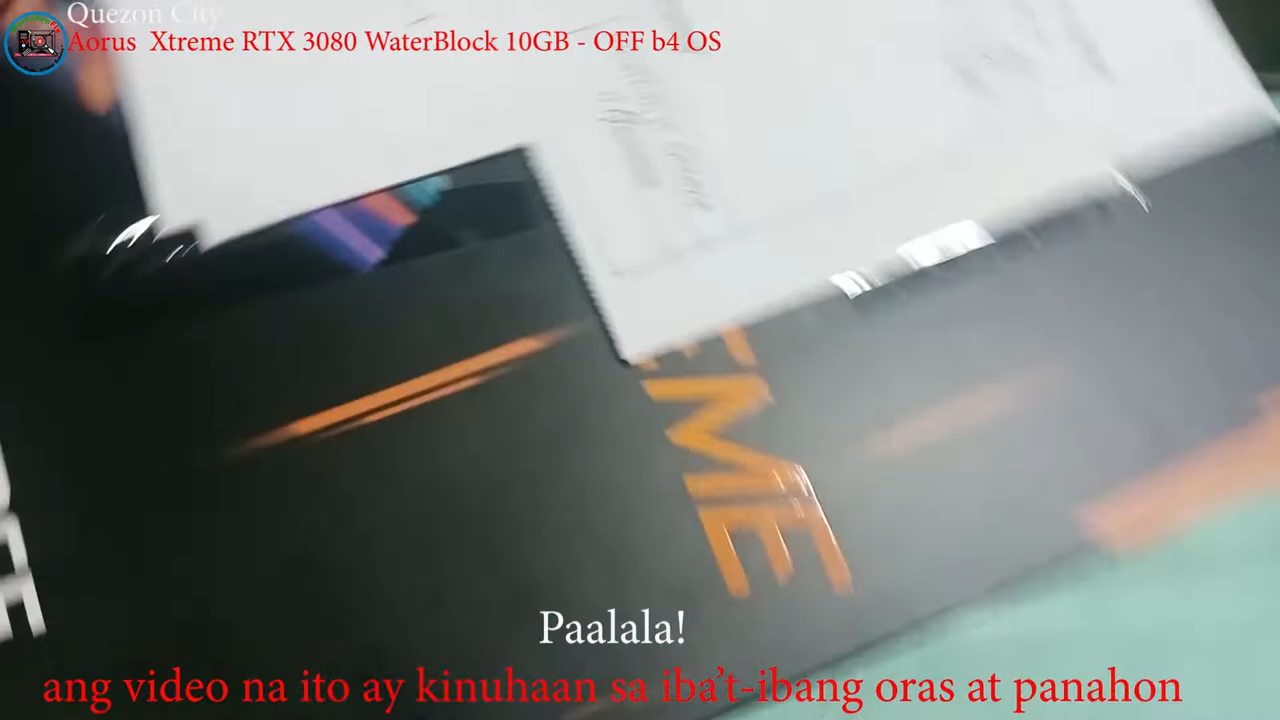 Quezon City
Aorus Xtreme RTX 3080 WaterBlock 10GB - OFF b4 OS
EME
Paalala!
ang video na ito ay kinuhaan sa iba't-ibang oras at panahon